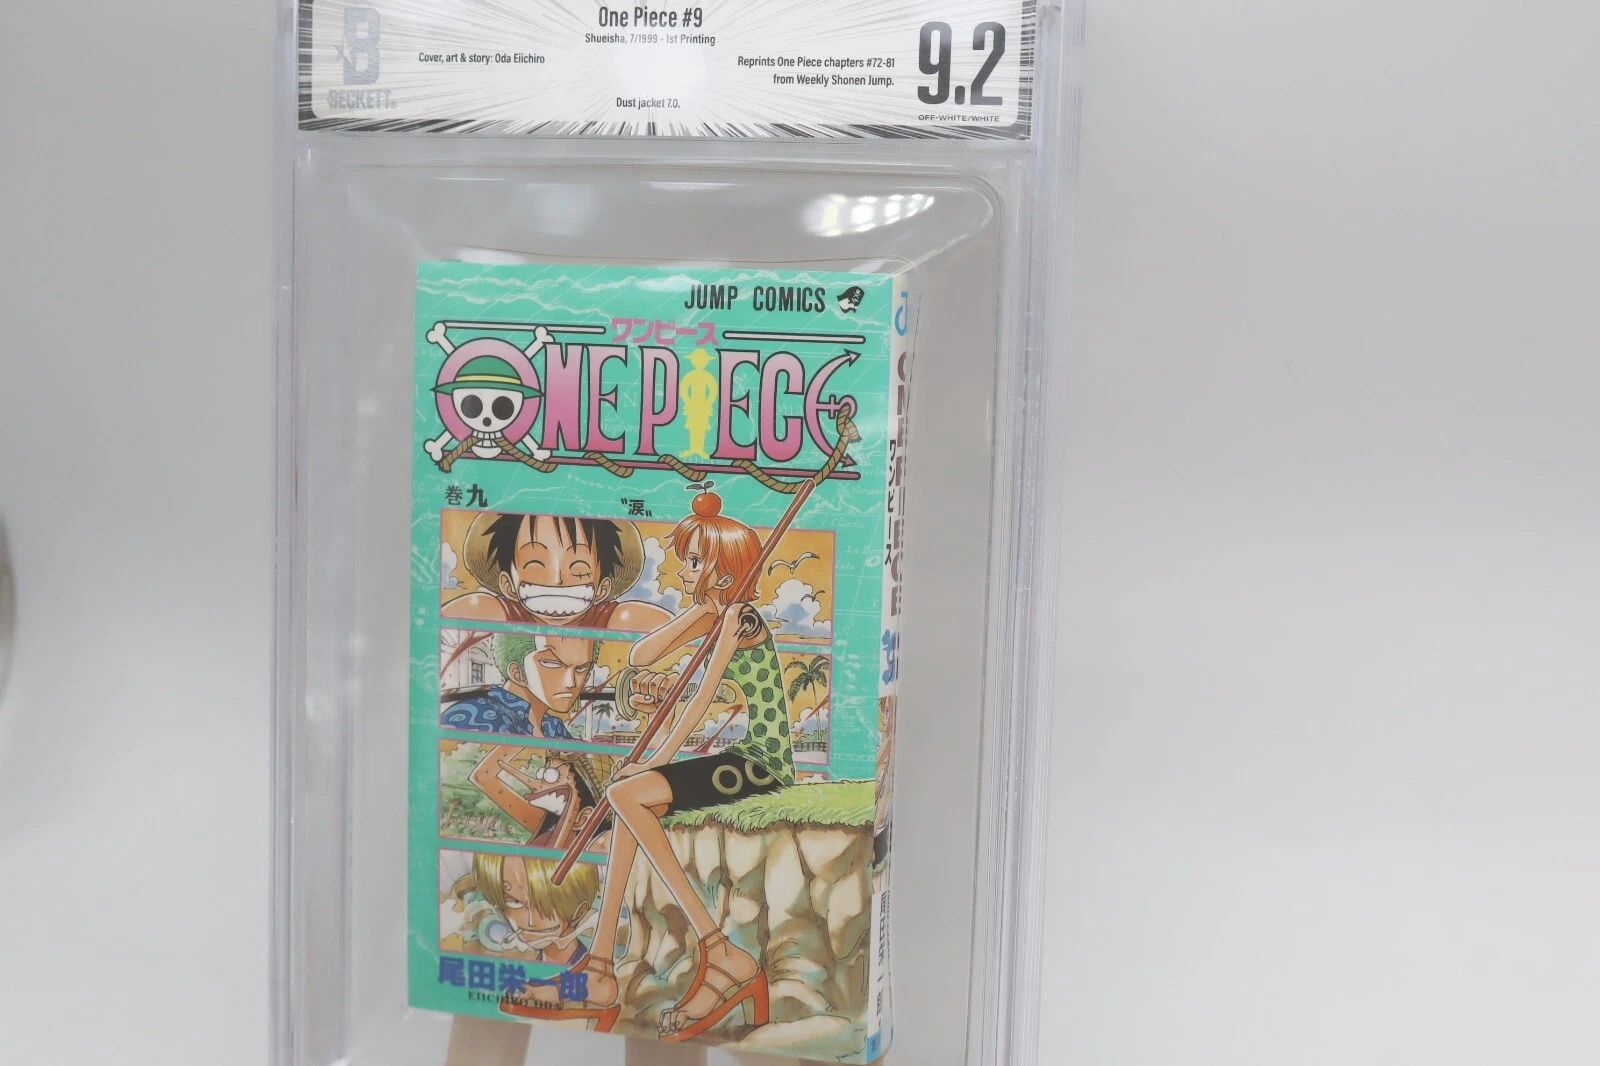 One Piece #9
Shueisha, 7/1999 - 1st Printing
Cover, art & story: Oda Eiichiro
Reprints One Piece chapters #72-81
from Weekly Shonen Jump.
Dust jacket 7.0.
9.2
OFF-WHITE/WHITE
B
BECKETT
JUMP COMICS
ワンピース
ONE PIECE
巻九
〝涙〟
尾田栄一郎
EIICHIRO ODA
ワンピース